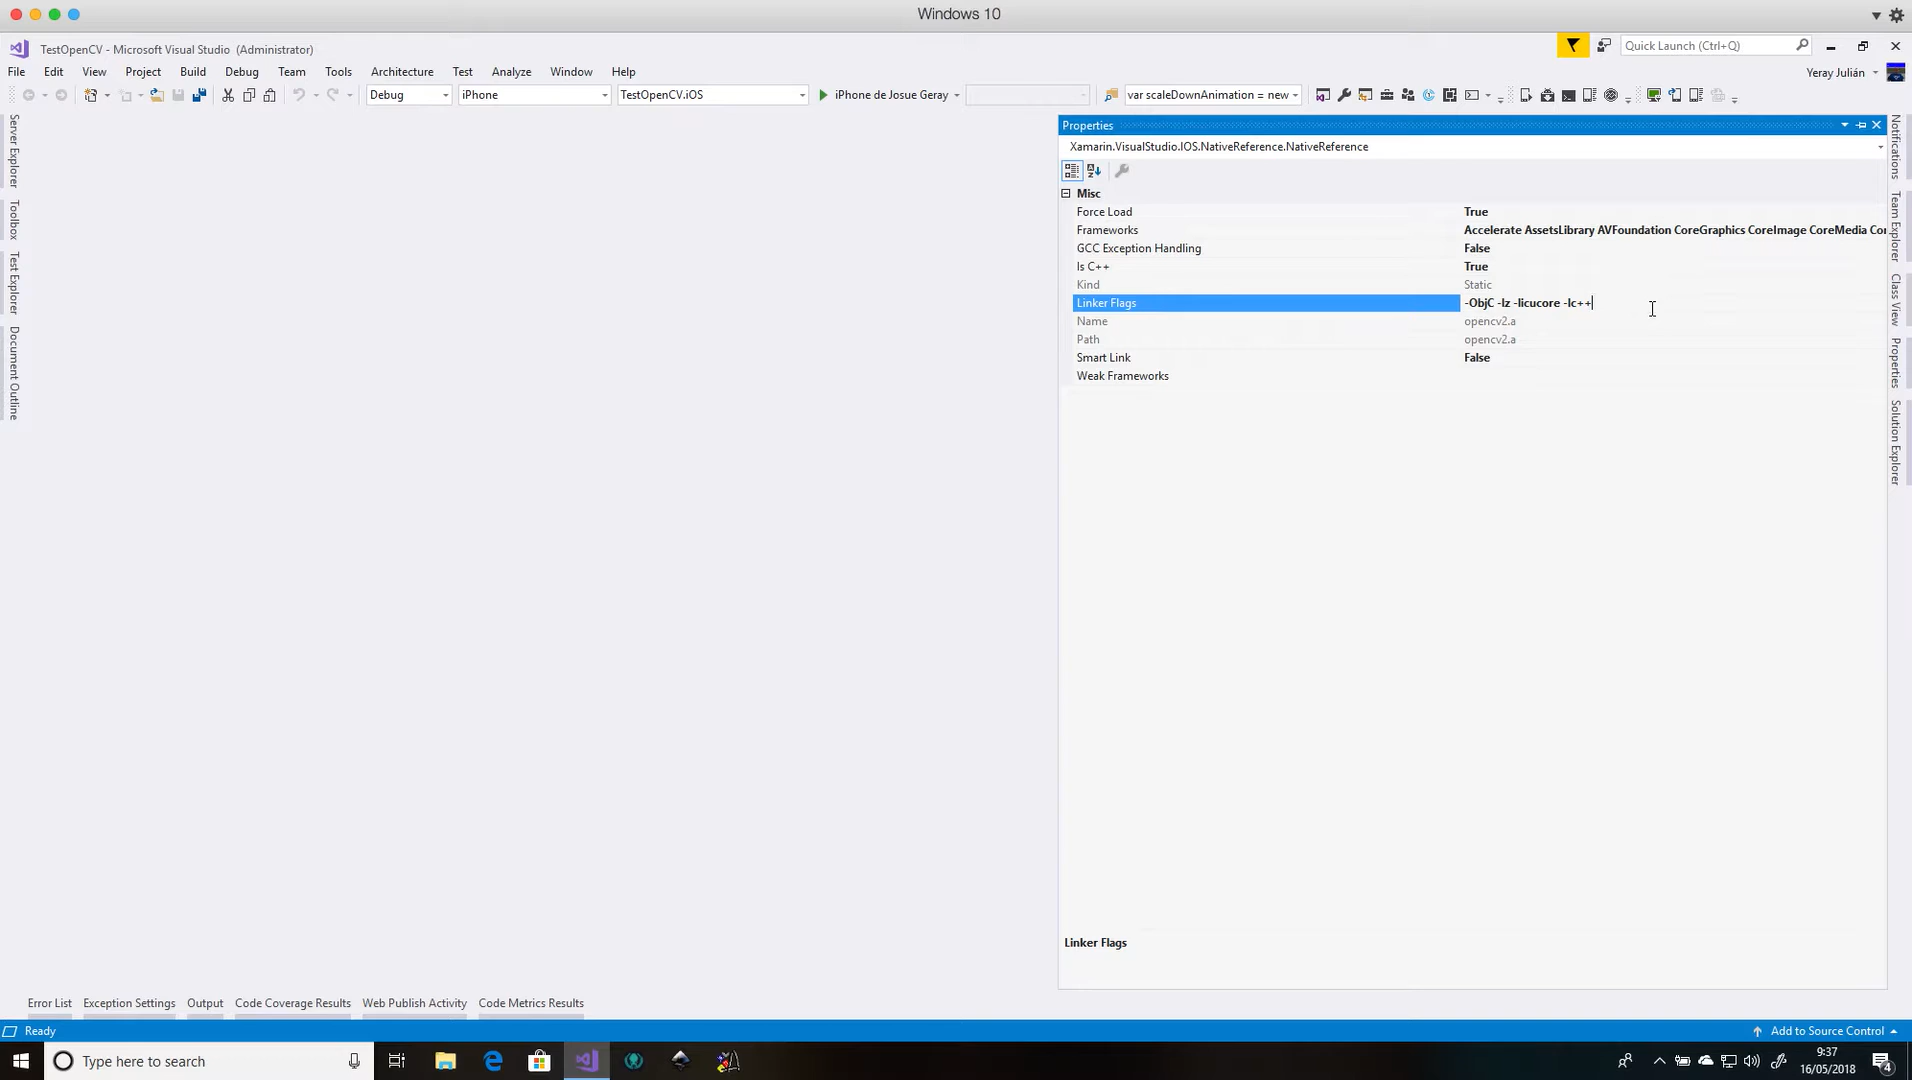 Windows 10
TestOpenCV - Microsoft Visual Studio (Administrator)
Quick Launch (Ctrl+Q)
File Edit View Project Build Debug Team Tools Architecture Test Analyze Window Help
Yeray Julián
Debug iPhone TestOpenCV.iOS iPhone de Josue Geray var scaleDownAnimation = new
Server Explorer
Toolbox
Test Explorer
Document Outline
Properties
Xamarin.VisualStudio.IOS.NativeReference.NativeReference
Misc
Force Load True
Frameworks Accelerate AssetsLibrary AVFoundation CoreGraphics CoreImage CoreMedia Cor
GCC Exception Handling False
Is C++ True
Kind Static
Linker Flags -ObjC -lz -licucore -lc++
Name opencv2.a
Path opencv2.a
Smart Link False
Weak Frameworks
Linker Flags
Notifications
Team Explorer
Class View
Properties
Solution Explorer
Error List Exception Settings Output Code Coverage Results Web Publish Activity Code Metrics Results
Ready
Add to Source Control
Type here to search
9:37
16/05/2018
4